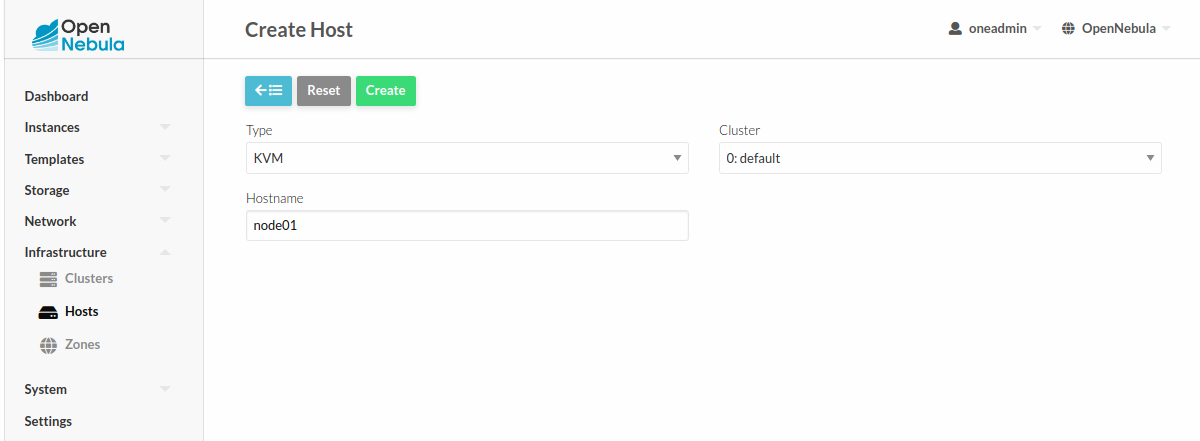 Open
Nebula
Create Host
oneadmin
OpenNebula
Dashboard
Instances
Templates
Storage
Network
Infrastructure
Clusters
Hosts
Zones
System
Settings
Reset
Create
Type
Cluster
KVM
0: default
Hostname
node01